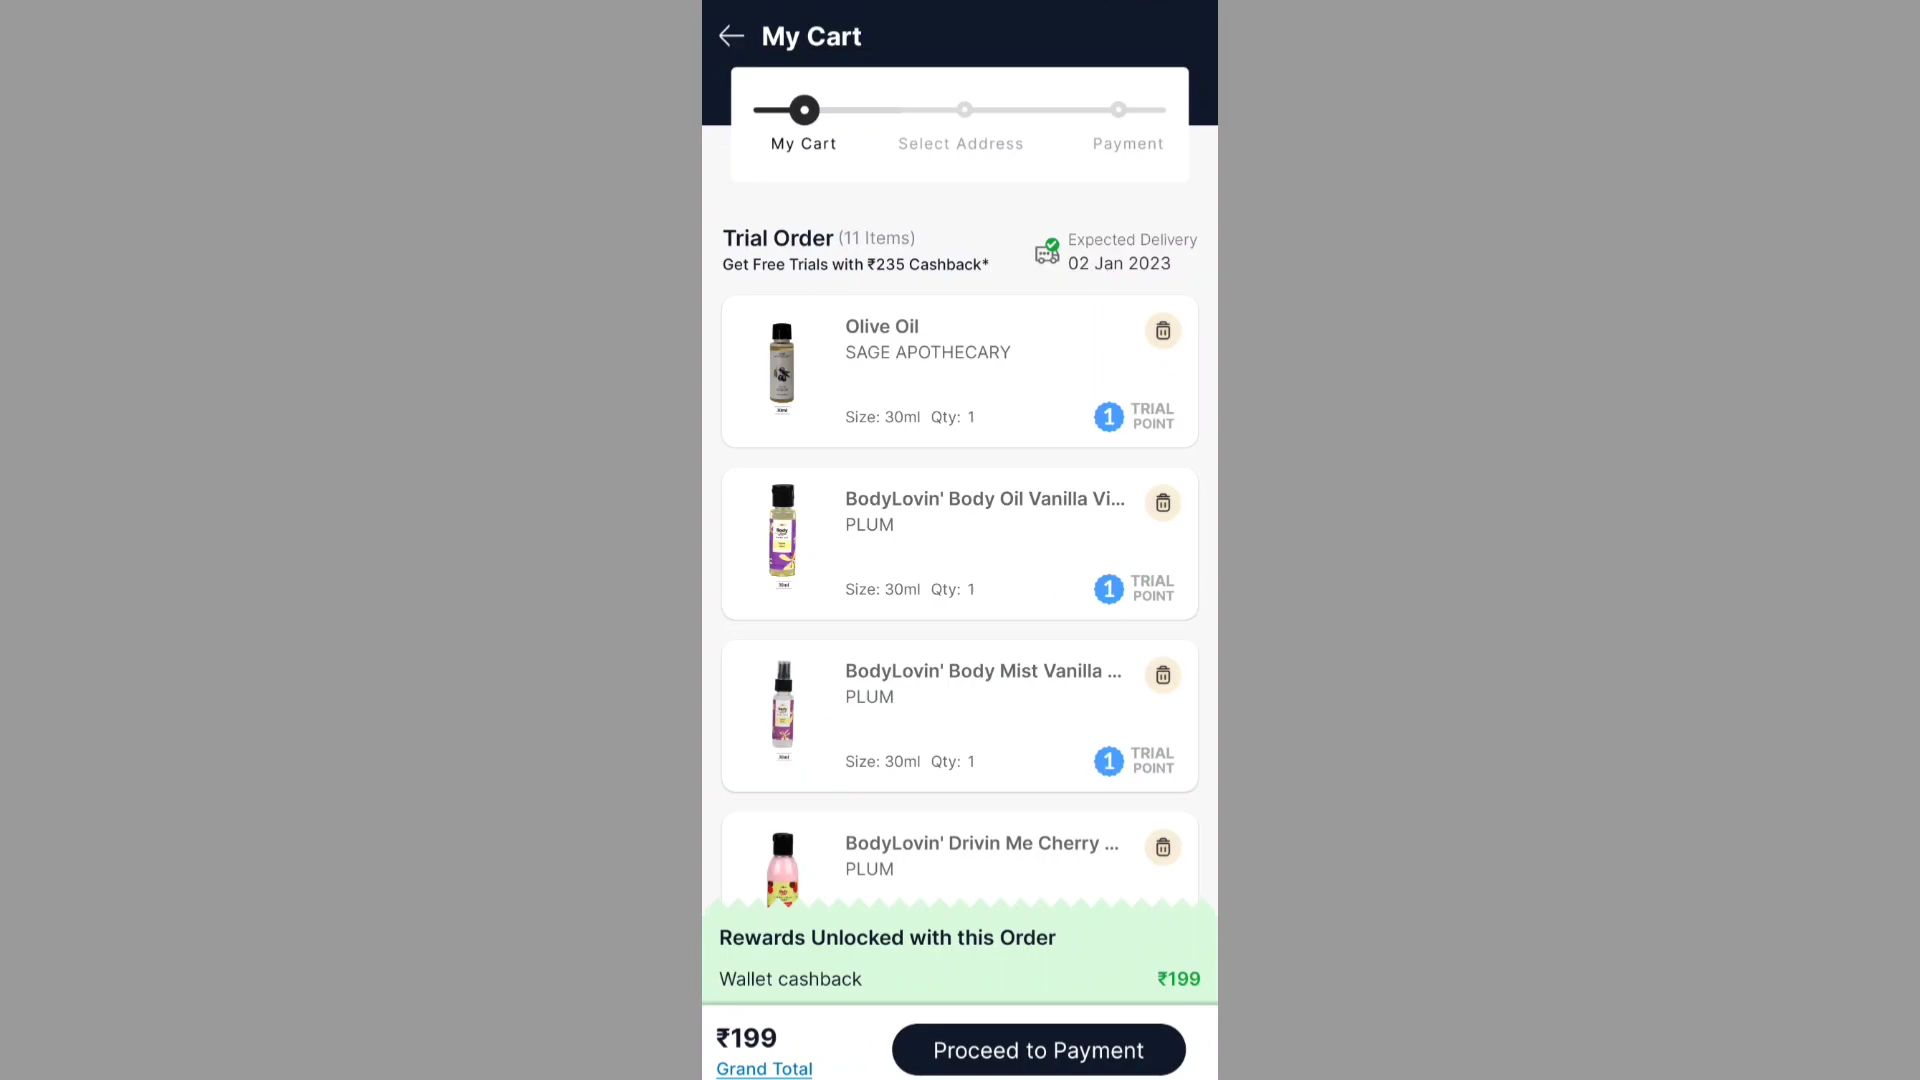 My Cart
My Cart
Select Address
Payment
Trial Order (11 Items)
Get Free Trials with ₹235 Cashback*
Expected Delivery
02 Jan 2023
Olive Oil
SAGE APOTHECARY
Size: 30ml Qty: 1
1 TRIAL POINT
BodyLovin' Body Oil Vanilla Vi...
PLUM
Size: 30ml Qty: 1
1 TRIAL POINT
BodyLovin' Body Mist Vanilla ...
PLUM
Size: 30ml Qty: 1
1 TRIAL POINT
BodyLovin' Drivin Me Cherry ...
PLUM
Rewards Unlocked with this Order
Wallet cashback
₹199
₹199
Grand Total
Proceed to Payment